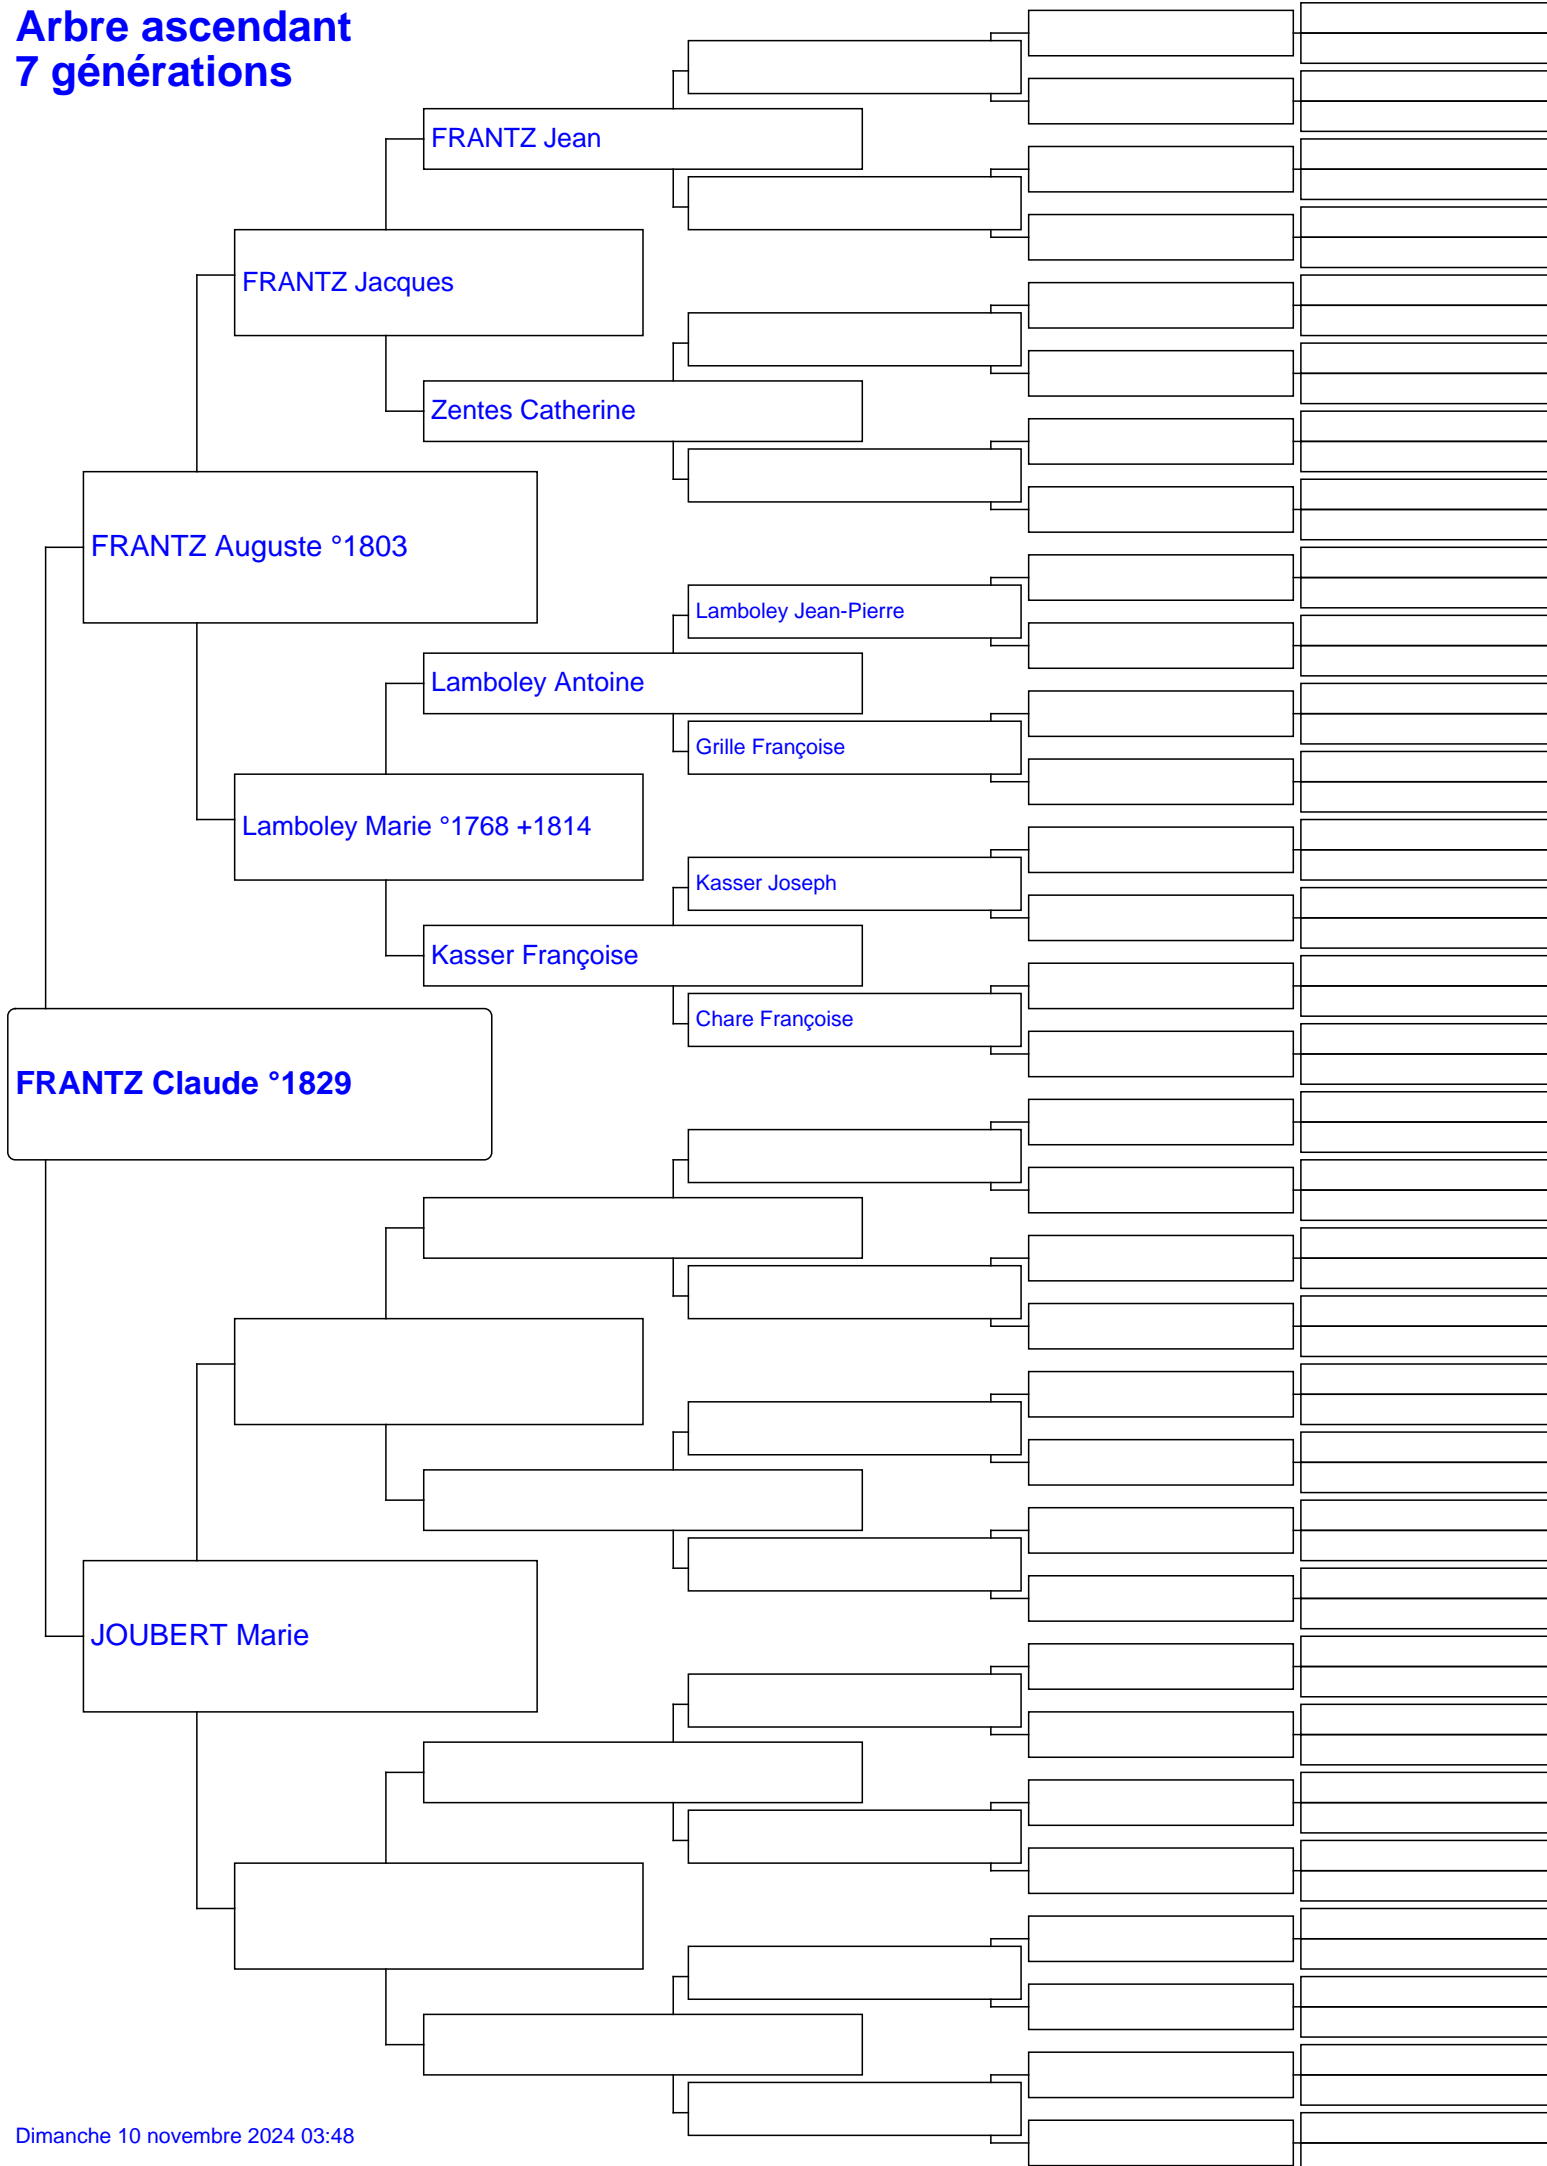 Arbre ascendant
7 générations
FRANTZ Jean
FRANTZ Jacques
Zentes Catherine
FRANTZ Auguste °1803
Lamboley Jean-Pierre
Lamboley Antoine
Grille Françoise
Lamboley Marie °1768 +1814
Kasser Joseph
Kasser Françoise
Chare Françoise
FRANTZ Claude °1829
JOUBERT Marie
Dimanche 10 novembre 2024 03:48